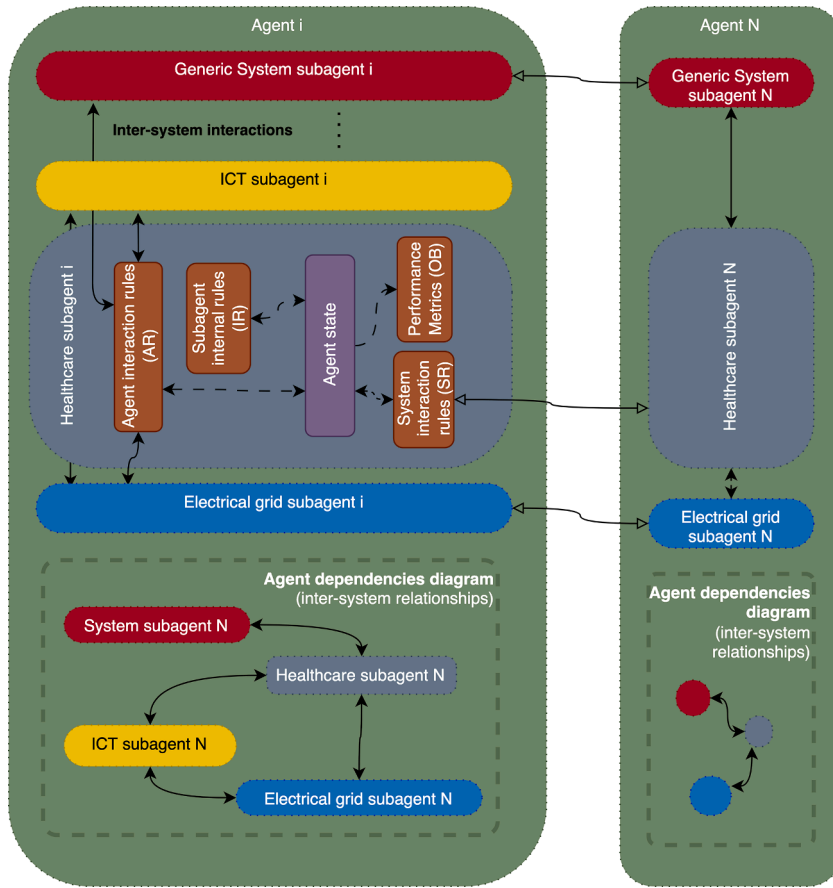 Agent i
Generic System subagent i
Inter-system interactions
ICT subagent i
Healthcare subagent i
Agent interaction rules
(AR)
Subagent
internal rules
(IR)
Agent state
Performance
Metrics (OB)
System
interaction
rules (SR)
Electrical grid subagent i
Agent dependencies diagram
(inter-system relationships)
System subagent N
Healthcare subagent N
ICT subagent N
Electrical grid subagent N
Agent N
Generic System
subagent N
Healthcare subagent N
Electrical grid
subagent N
Agent dependencies
diagram
(inter-system
relationships)